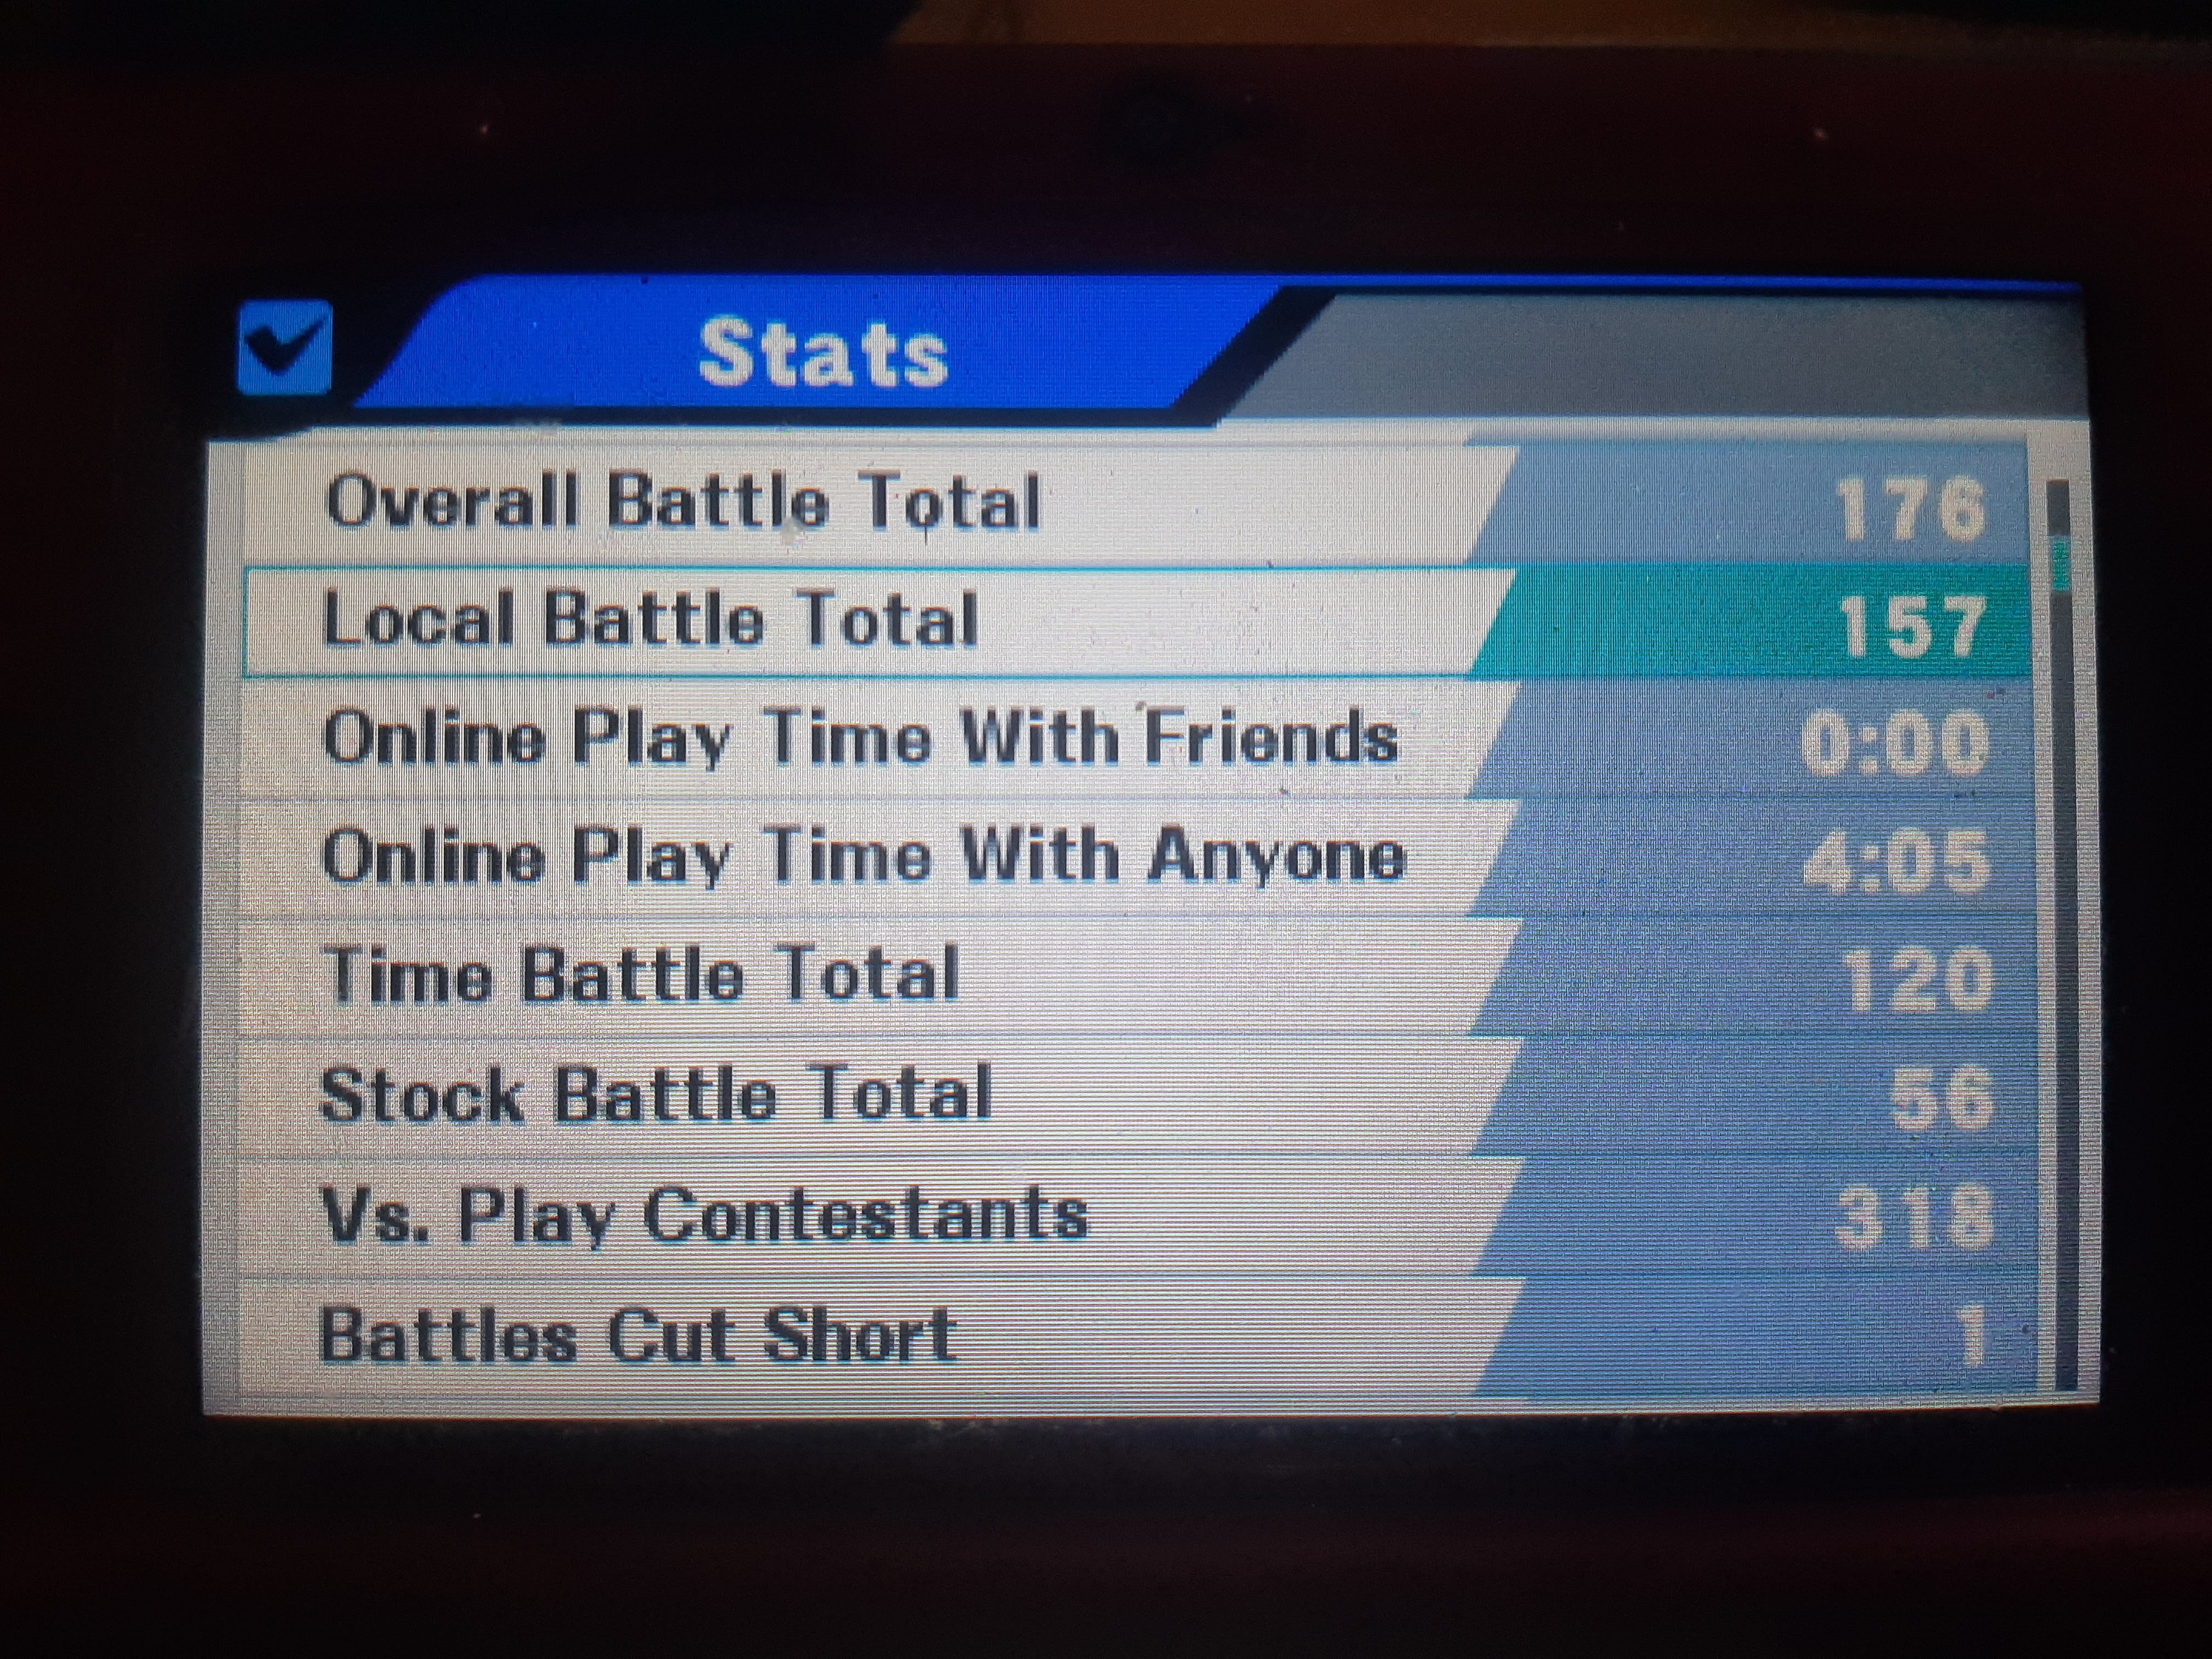 Stats
Overall Battle Total 176
Local Battle Total 157
Online Play Time With Friends 0:00
Online Play Time With Anyone 4:05
Time Battle Total 120
Stock Battle Total 56
Vs. Play Contestants 318
Battles Cut Short 1